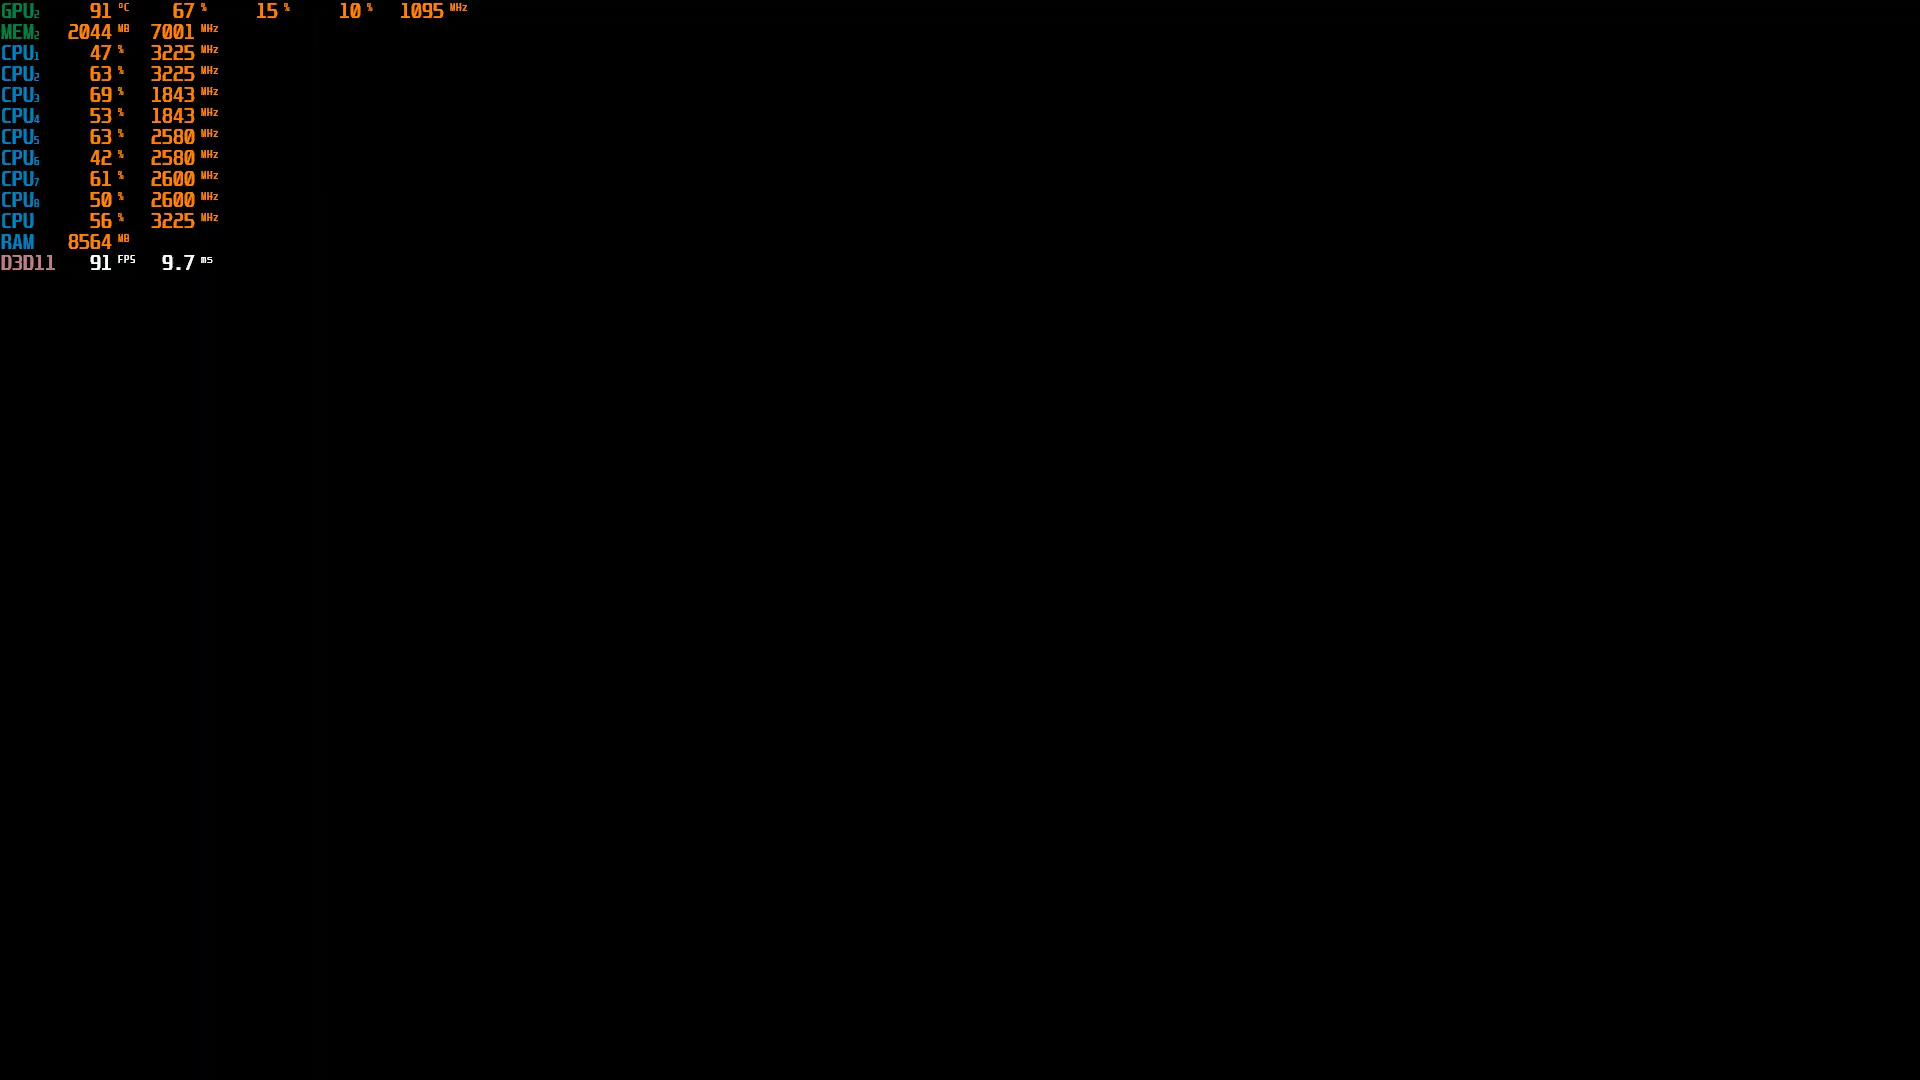 GPU2 91 °C 67 % 15 % 10 % 1095 MHz
MEM2 2044 MB 7001 MHz
CPU1 47 % 3225 MHz
CPU2 63 % 3225 MHz
CPU3 69 % 1843 MHz
CPU4 53 % 1843 MHz
CPU5 63 % 2580 MHz
CPU6 42 % 2580 MHz
CPU7 61 % 2600 MHz
CPU8 50 % 2600 MHz
CPU 56 % 3225 MHz
RAM 8564 MB
D3D11 91 FPS 9.7 ms